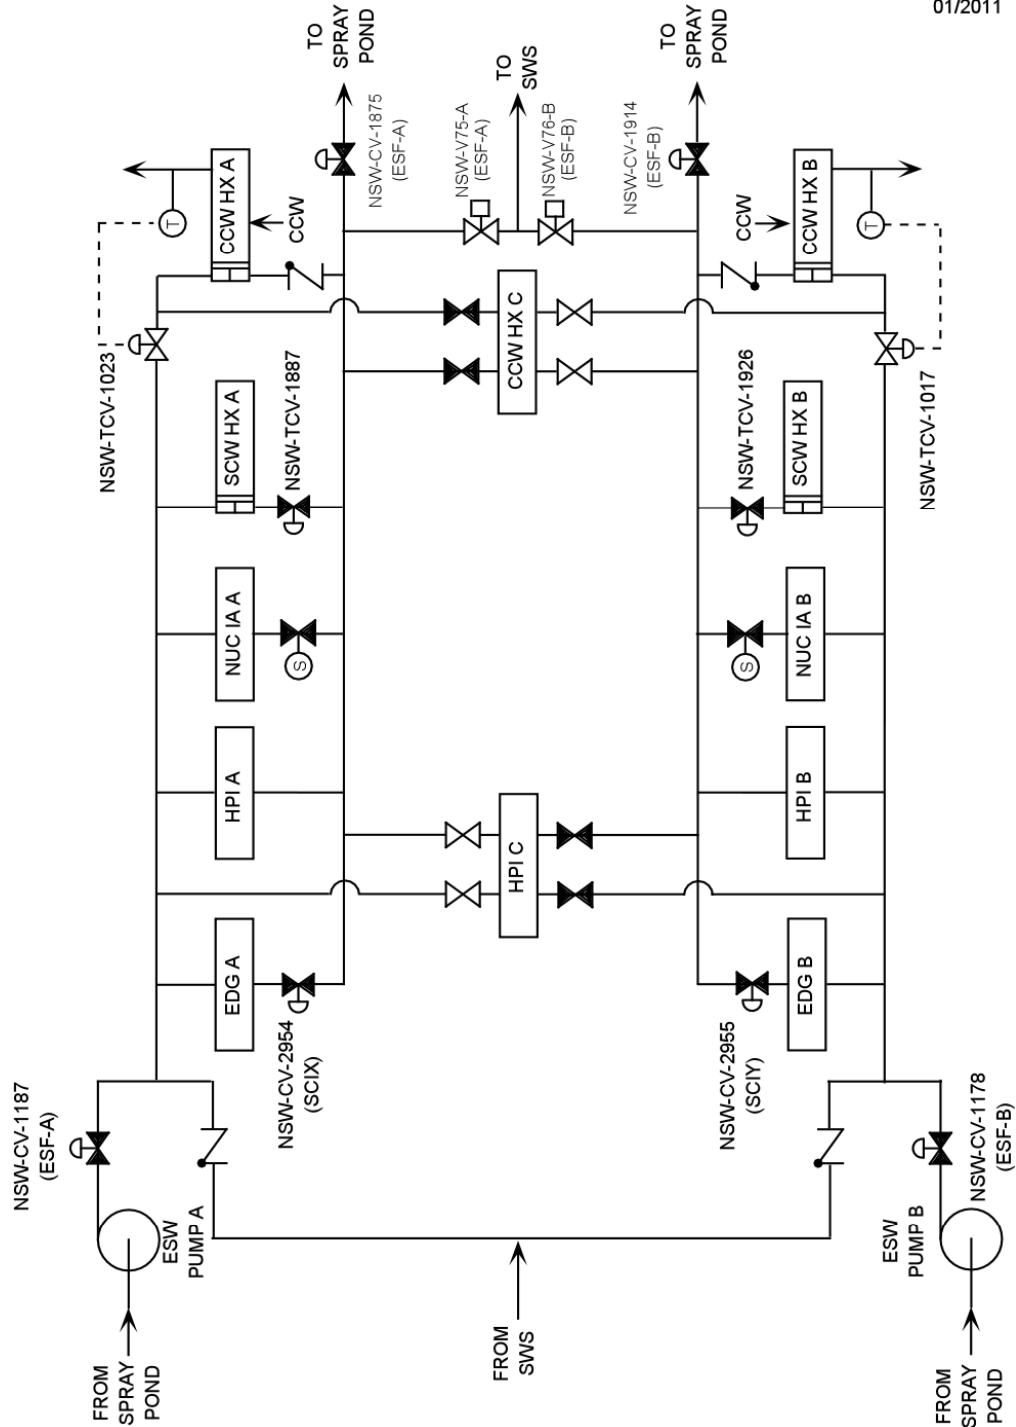 01/2011
TO
SPRAY
POND
TO
SWS
TO
SPRAY
POND
NSW-CV-1875
(ESF-A)
NSW-V75-A
(ESF-A)
NSW-V76-B
(ESF-B)
NSW-CV-1914
(ESF-B)
T
CCW HX A
CCW
CCW
CCW HX B
T
NSW-TCV-1023
CCW HX C
NSW-TCV-1017
SCW HX A
NSW-TCV-1887
NSW-TCV-1926
SCW HX B
NUC IA A
S
S
NUC IA B
HPI A
HPI C
HPI B
EDG A
NSW-CV-2954
(SCIX)
NSW-CV-2955
(SCIY)
EDG B
NSW-CV-1187
(ESF-A)
NSW-CV-1178
(ESF-B)
ESW
PUMP A
ESW
PUMP B
FROM
SPRAY
POND
FROM
SWS
FROM
SPRAY
POND